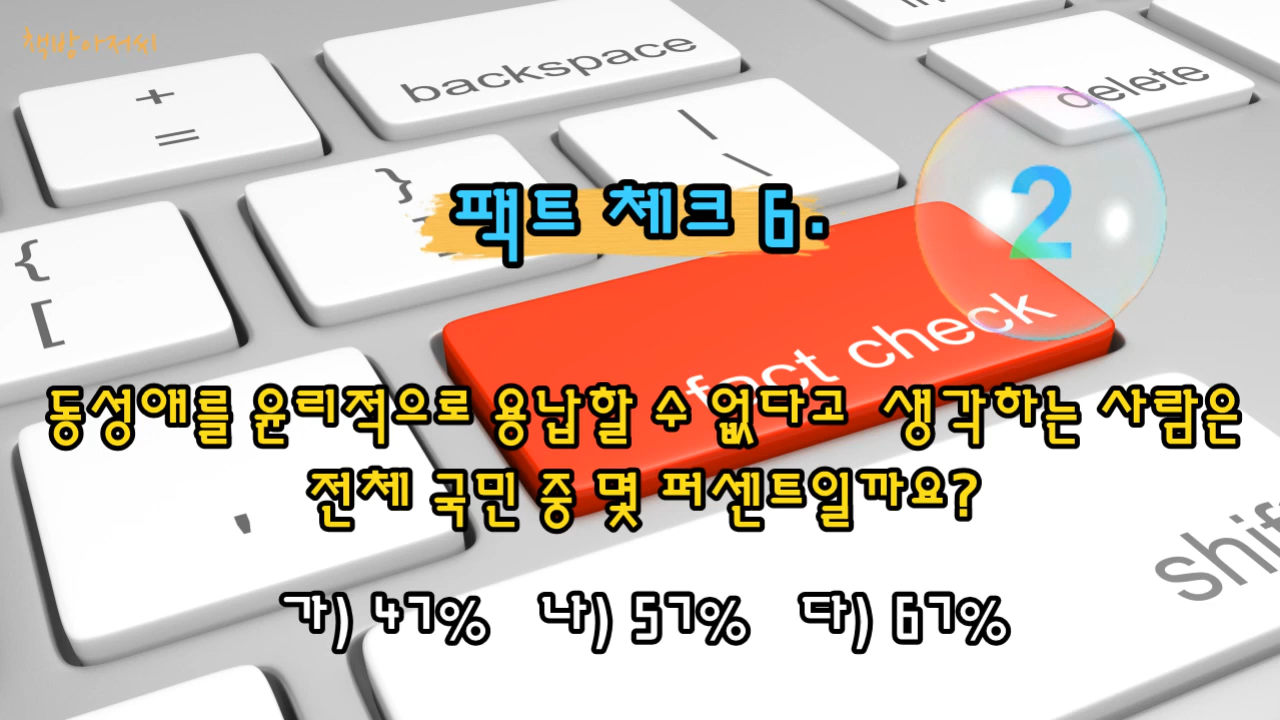 책방아저씨
+
=
backspace
delete
}
|
\
{
[
2
팩트 체크 6.
fact check
동성애를 윤리적으로 용납할 수 없다고 생각하는 사람은
전체 국민 중 몇 퍼센트일까요?
'
가) 47% 나) 57% 다) 67%